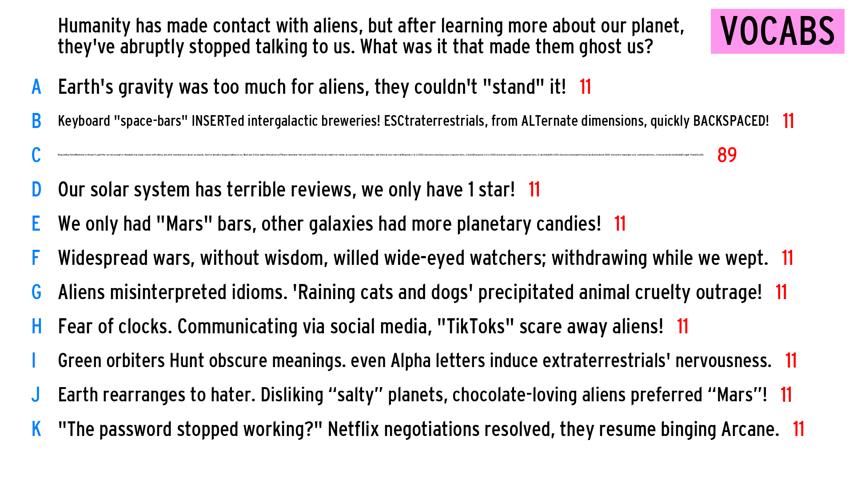 Humanity has made contact with aliens, but after learning more about our planet,
they've abruptly stopped talking to us. What was it that made them ghost us?
VOCABS
A Earth's gravity was too much for aliens, they couldn't "stand" it! 11
B Keyboard "space-bars" INSERTed intergalactic breweries! ESCtraterrestrials, from ALTernate dimensions, quickly BACKSPACED! 11
C 89
D Our solar system has terrible reviews, we only have 1 star! 11
E We only had "Mars" bars, other galaxies had more planetary candies! 11
F Widespread wars, without wisdom, willed wide-eyed watchers; withdrawing while we wept. 11
G Aliens misinterpreted idioms. 'Raining cats and dogs' precipitated animal cruelty outrage! 11
H Fear of clocks. Communicating via social media, "TikToks" scare away aliens! 11
I Green orbiters Hunt obscure meanings. even Alpha letters induce extraterrestrials' nervousness. 11
J Earth rearranges to hater. Disliking “salty” planets, chocolate-loving aliens preferred “Mars”! 11
K "The password stopped working?" Netflix negotiations resolved, they resume binging Arcane. 11